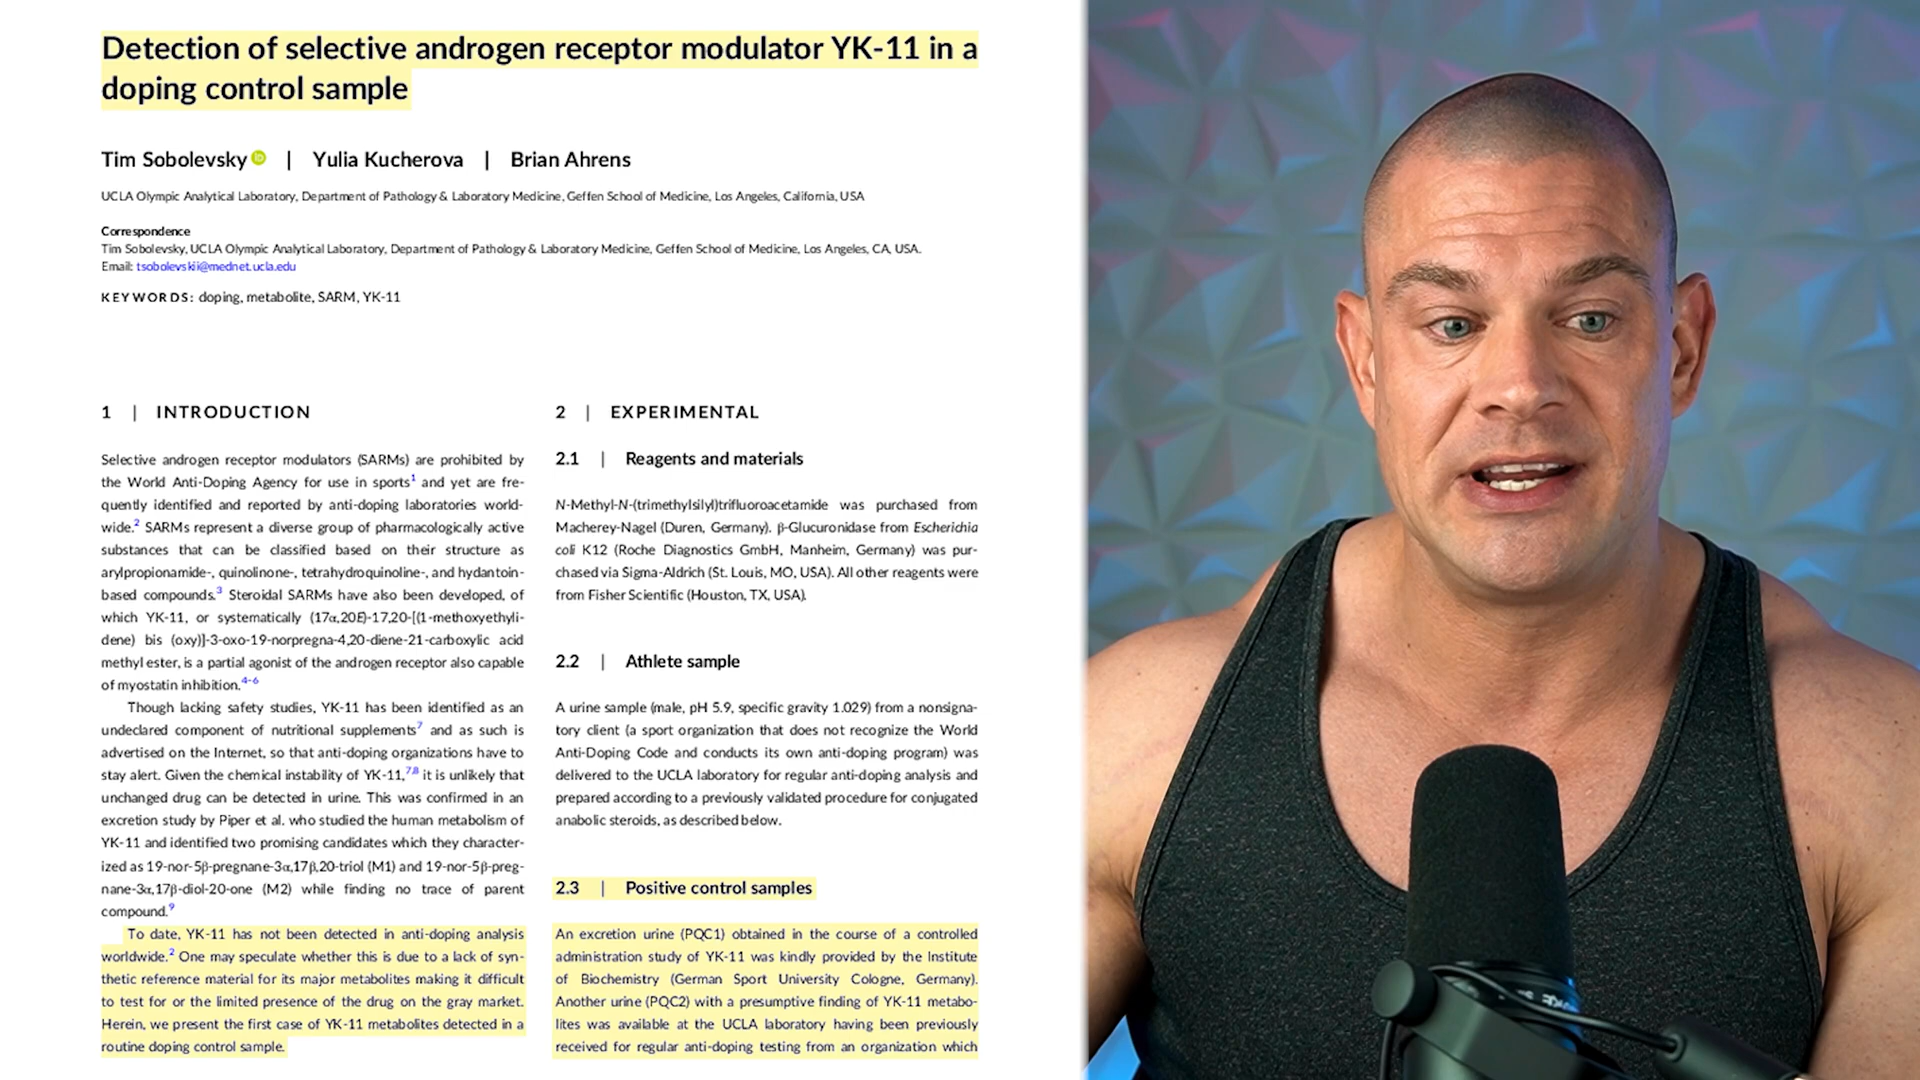 Detection of selective androgen receptor modulator YK-11 in a
doping control sample
Tim Sobolevsky | Yulia Kucherova | Brian Ahrens
UCLA Olympic Analytical Laboratory, Department of Pathology & Laboratory Medicine, Geffen School of Medicine, Los Angeles, California, USA
Correspondence
Tim Sobolevsky, UCLA Olympic Analytical Laboratory, Department of Pathology & Laboratory Medicine, Geffen School of Medicine, Los Angeles, CA, USA.
Email: tsobolevskii@mednet.ucla.edu
KEYWORDS: doping, metabolite, SARM, YK-11
1 | INTRODUCTION
Selective androgen receptor modulators (SARMs) are prohibited by
the World Anti-Doping Agency for use in sports1 and yet are fre-
quently identified and reported by anti-doping laboratories world-
wide.2 SARMs represent a diverse group of pharmacologically active
substances that can be classified based on their structure as
arylpropionamide-, quinolinone-, tetrahydroquinoline-, and hydantoin-
based compounds.3 Steroidal SARMs have also been developed, of
which YK-11, or systematically (17α,20E)-17,20-[(1-methoxyethyli-
dene) bis (oxy)]-3-oxo-19-norpregna-4,20-diene-21-carboxylic acid
methyl ester, is a partial agonist of the androgen receptor also capable
of myostatin inhibition.4-6
Though lacking safety studies, YK-11 has been identified as an
undeclared component of nutritional supplements7 and as such is
advertised on the Internet, so that anti-doping organizations have to
stay alert. Given the chemical instability of YK-11,7,8 it is unlikely that
unchanged drug can be detected in urine. This was confirmed in an
excretion study by Piper et al. who studied the human metabolism of
YK-11 and identified two promising candidates which they character-
ized as 19-nor-5β-pregnane-3α,17β,20-triol (M1) and 19-nor-5β-preg-
nane-3α,17β-diol-20-one (M2) while finding no trace of parent
compound.9
To date, YK-11 has not been detected in anti-doping analysis
worldwide.2 One may speculate whether this is due to a lack of syn-
thetic reference material for its major metabolites making it difficult
to test for or the limited presence of the drug on the gray market.
Herein, we present the first case of YK-11 metabolites detected in a
routine doping control sample.
2 | EXPERIMENTAL
2.1 | Reagents and materials
N-Methyl-N-(trimethylsilyl)trifluoroacetamide was purchased from
Macherey-Nagel (Duren, Germany). β-Glucuronidase from Escherichia
coli K12 (Roche Diagnostics GmbH, Manheim, Germany) was pur-
chased via Sigma-Aldrich (St. Louis, MO, USA). All other reagents were
from Fisher Scientific (Houston, TX, USA).
2.2 | Athlete sample
A urine sample (male, pH 5.9, specific gravity 1.029) from a nonsigna-
tory client (a sport organization that does not recognize the World
Anti-Doping Code and conducts its own anti-doping program) was
delivered to the UCLA laboratory for regular anti-doping analysis and
prepared according to a previously validated procedure for conjugated
anabolic steroids, as described below.
2.3 | Positive control samples
An excretion urine (PQC1) obtained in the course of a controlled
administration study of YK-11 was kindly provided by the Institute
of Biochemistry (German Sport University Cologne, Germany).
Another urine (PQC2) with a presumptive finding of YK-11 metabo-
lites was available at the UCLA laboratory having been previously
received for regular anti-doping testing from an organization which